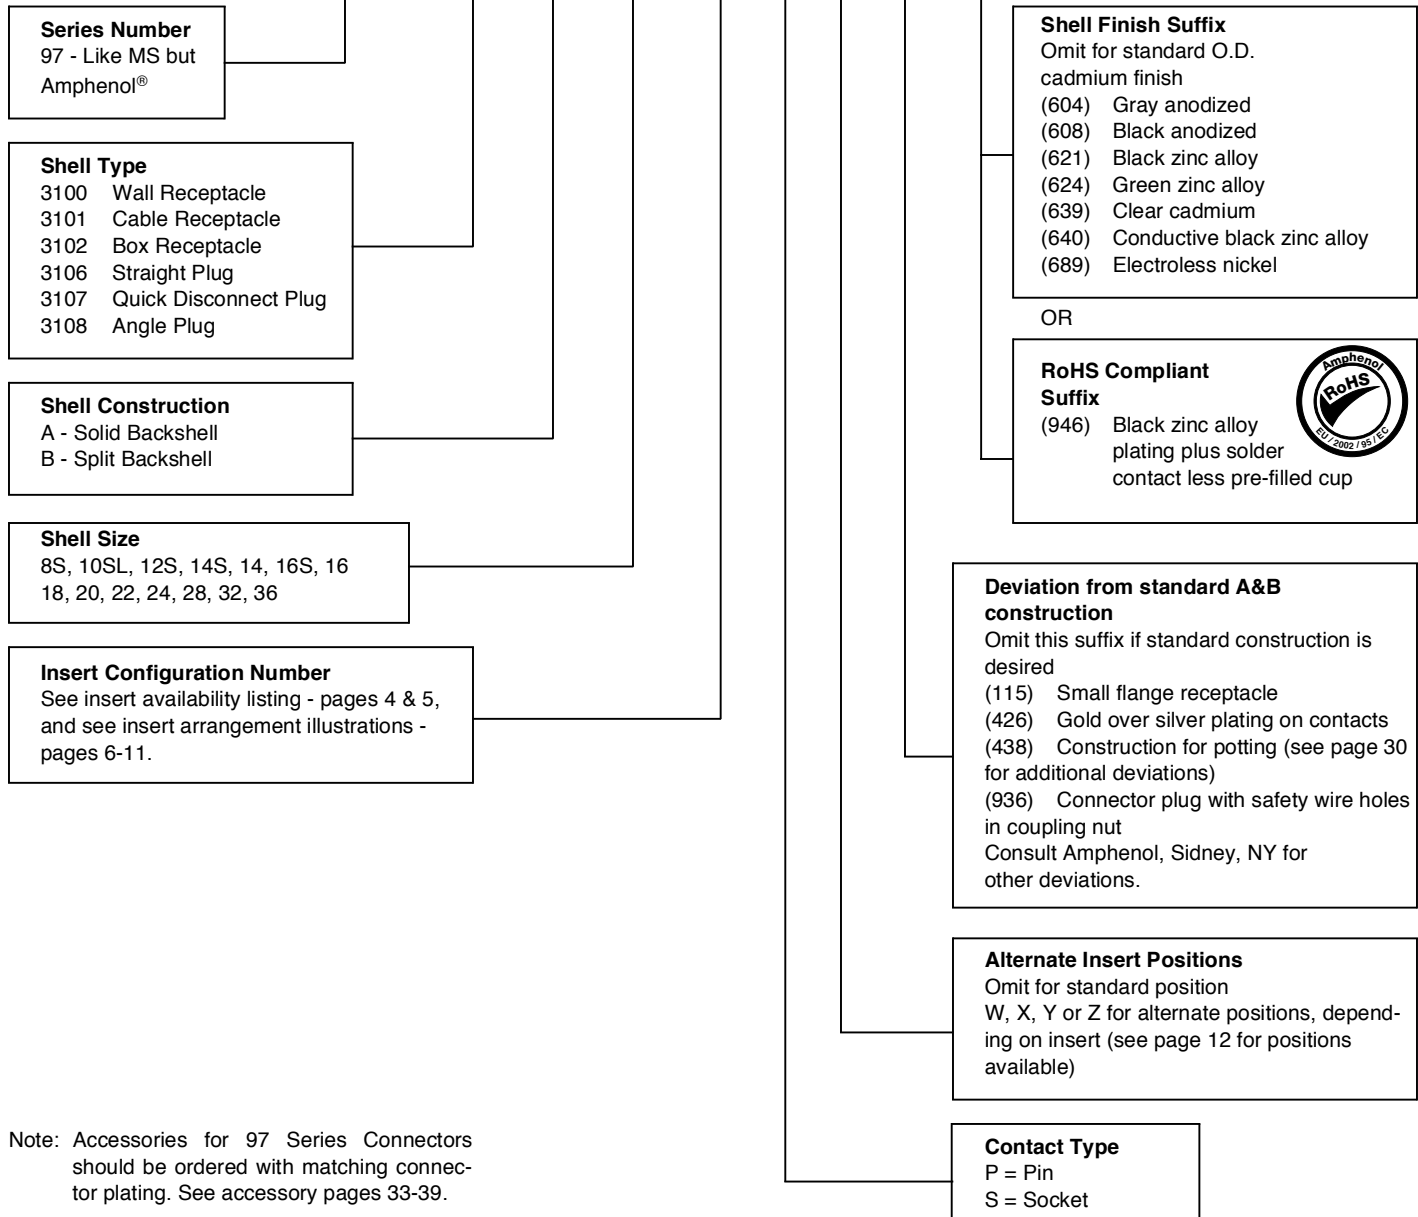 Series Number
97 - Like MS but
Amphenol®
Shell Type
3100 Wall Receptacle
3101 Cable Receptacle
3102 Box Receptacle
3106 Straight Plug
3107 Quick Disconnect Plug
3108 Angle Plug
Shell Construction
A - Solid Backshell
B - Split Backshell
Shell Size
8S, 10SL, 12S, 14S, 14, 16S, 16
18, 20, 22, 24, 28, 32, 36
Insert Configuration Number
See insert availability listing - pages 4 & 5,
and see insert arrangement illustrations -
pages 6-11.
Note: Accessories for 97 Series Connectors
should be ordered with matching connec-
tor plating. See accessory pages 33-39.
Shell Finish Suffix
Omit for standard O.D.
cadmium finish
(604) Gray anodized
(608) Black anodized
(621) Black zinc alloy
(624) Green zinc alloy
(639) Clear cadmium
(640) Conductive black zinc alloy
(689) Electroless nickel
OR
RoHS Compliant
Suffix
(946) Black zinc alloy
plating plus solder
contact less pre-filled cup
Amphenol
RoHS
EU / 2002 / 95 / EC
Deviation from standard A&B
construction
Omit this suffix if standard construction is
desired
(115) Small flange receptacle
(426) Gold over silver plating on contacts
(438) Construction for potting (see page 30
for additional deviations)
(936) Connector plug with safety wire holes
in coupling nut
Consult Amphenol, Sidney, NY for
other deviations.
Alternate Insert Positions
Omit for standard position
W, X, Y or Z for alternate positions, depend-
ing on insert (see page 12 for positions
available)
Contact Type
P = Pin
S = Socket